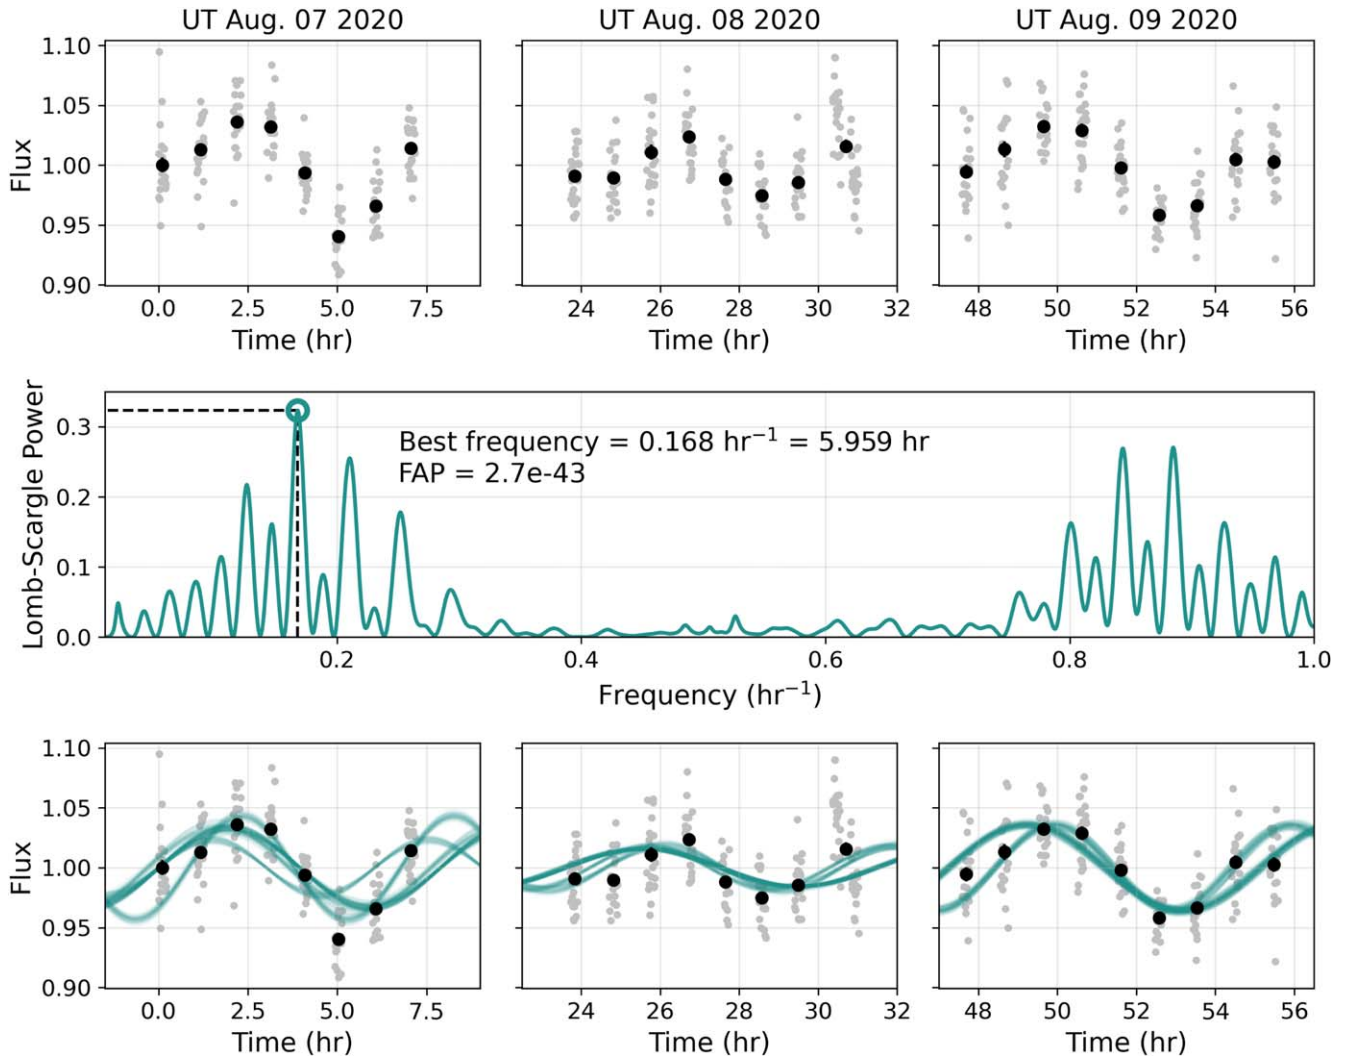 UT Aug. 07 2020 UT Aug. 08 2020 UT Aug. 09 2020
Flux
1.10
1.05
1.00
0.95
0.90
0.0 2.5 5.0 7.5 24 26 28 30 32 48 50 52 54 56
Time (hr) Time (hr) Time (hr)
Lomb-Scargle Power
0.3
0.2
0.1
0.0
Best frequency = 0.168 hr⁻¹ = 5.959 hr
FAP = 2.7e-43
0.2 0.4 0.6 0.8 1.0
Frequency (hr⁻¹)
Flux
1.10
1.05
1.00
0.95
0.90
0.0 2.5 5.0 7.5 24 26 28 30 32 48 50 52 54 56
Time (hr) Time (hr) Time (hr)